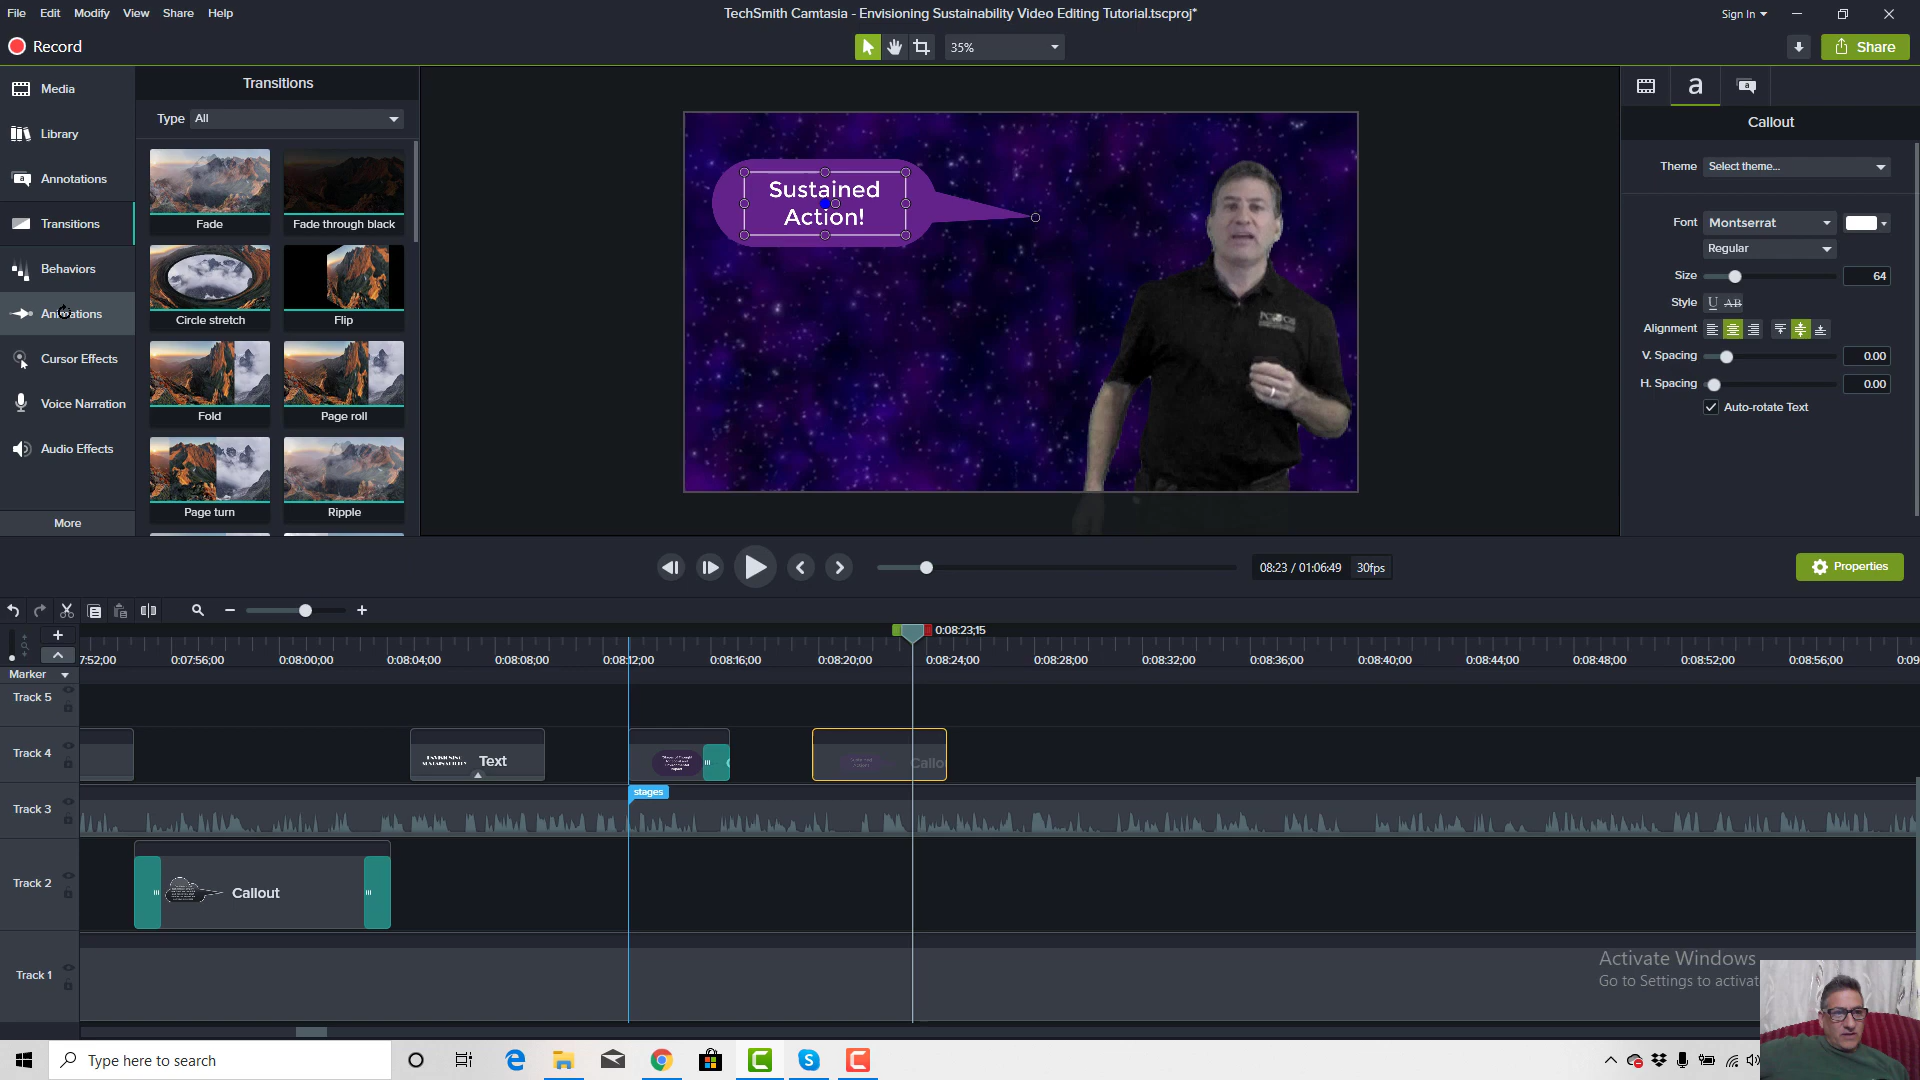 File Edit Modify View Share Help
TechSmith Camtasia - Envisioning Sustainability Video Editing Tutorial.tscproj*
Sign In
Record
35%
Share
Media
Library
Annotations
Transitions
Behaviors
Animations
Cursor Effects
Voice Narration
Audio Effects
More
Transitions
Type All
Fade
Fade through black
Circle stretch
Flip
Fold
Page roll
Page turn
Ripple
Sustained
Action!
a
Callout
Theme Select theme...
Font Montserrat
Regular
Size 64
Style U AB
Alignment
V. Spacing 0.00
H. Spacing 0.00
Auto-rotate Text
08:23 / 01:06:49 30fps
Properties
0:08:23;15
7:52;00 0:07:56;00 0:08:00;00 0:08:04;00 0:08:08;00 0:08:12;00 0:08:16;00 0:08:20;00 0:08:24;00 0:08:28;00 0:08:32;00 0:08:36;00 0:08:40;00 0:08:44;00 0:08:48;00 0:08:52;00 0:08:56;00 0:09
Marker
Track 5
Track 4
ENVISIONING
SUSTAINABILITY
Text
Callo
Track 3
stages
Track 2
Callout
Track 1
Activate Windows
Go to Settings to activat
Type here to search